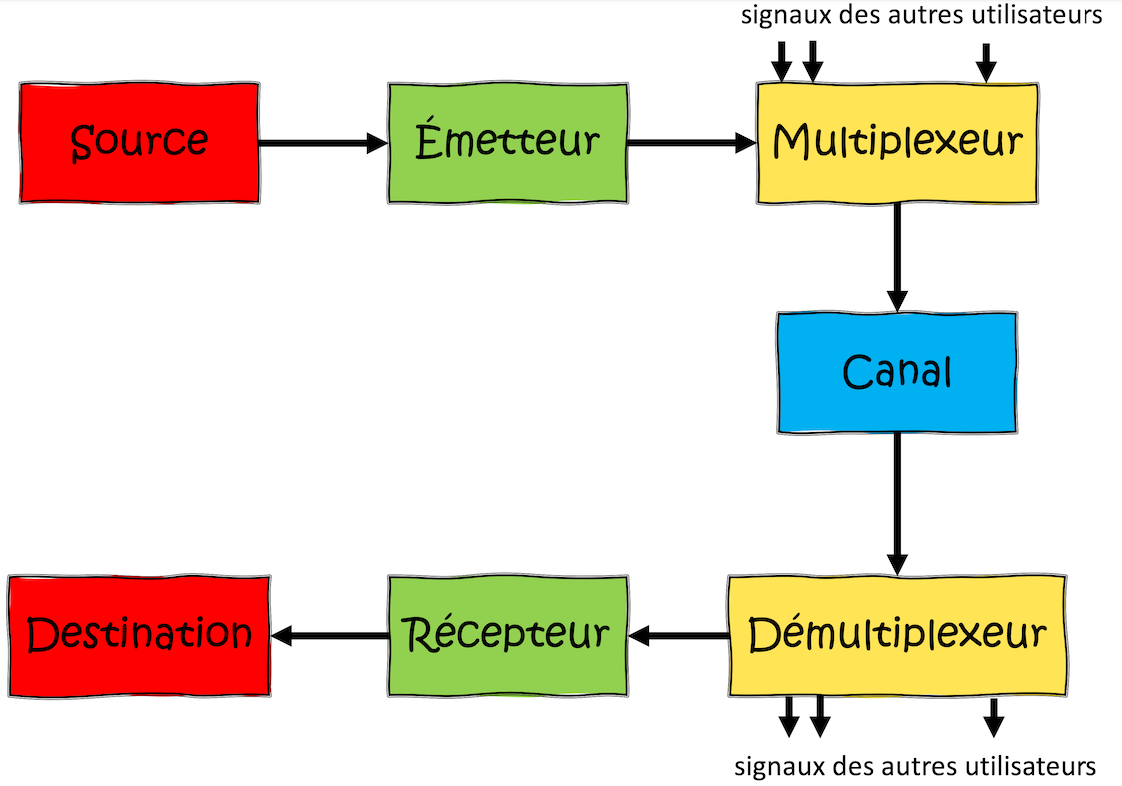 signaux des autres utilisateurs
Source
Émetteur
Multiplexeur
Canal
Destination
Récepteur
Démultiplexeur
signaux des autres utilisateurs